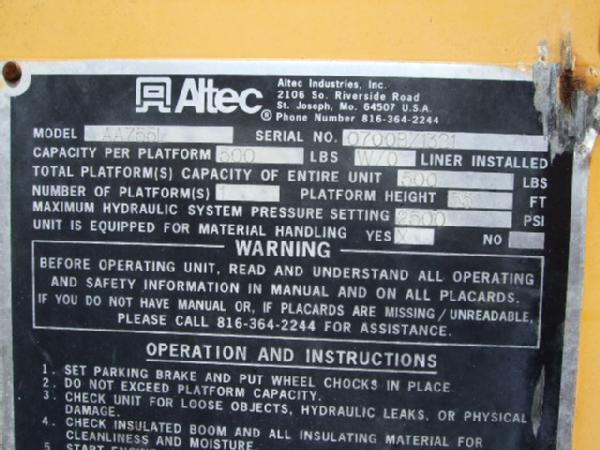 Altec
Altec Industries, Inc.
2106 So. Riverside Road
St. Joseph, Mo. 64507 U.S.A.
® Phone Number 816-364-2244
MODEL AA755L SERIAL NO. 0700B/1321
CAPACITY PER PLATFORM 500 LBS W/O LINER INSTALLED
TOTAL PLATFORM(S) CAPACITY OF ENTIRE UNIT 500 LBS
NUMBER OF PLATFORM(S) 1 PLATFORM HEIGHT 55 FT
MAXIMUM HYDRAULIC SYSTEM PRESSURE SETTING 2500 PSI
UNIT IS EQUIPPED FOR MATERIAL HANDLING YES X NO
WARNING
BEFORE OPERATING UNIT, READ AND UNDERSTAND ALL OPERATING
AND SAFETY INFORMATION IN MANUAL AND ON ALL PLACARDS.
IF YOU DO NOT HAVE MANUAL OR, IF PLACARDS ARE MISSING/UNREADABLE,
PLEASE CALL 816-364-2244 FOR ASSISTANCE.
OPERATION AND INSTRUCTIONS
1. SET PARKING BRAKE AND PUT WHEEL CHOCKS IN PLACE.
2. DO NOT EXCEED PLATFORM CAPACITY.
3. CHECK UNIT FOR LOOSE OBJECTS, HYDRAULIC LEAKS, OR PHYSICAL
DAMAGE.
4. CHECK INSULATED BOOM AND ALL INSULATING MATERIAL FOR
CLEANLINESS AND MOISTURE.
5. START